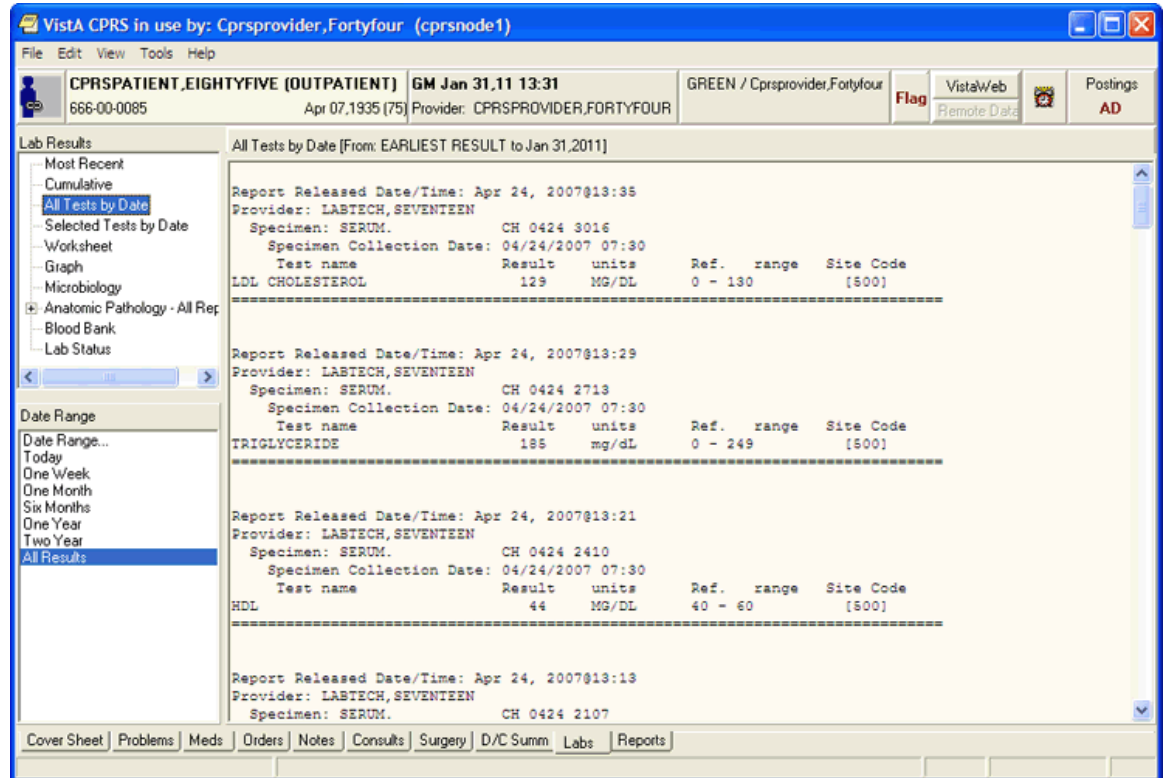 VistA CPRS in use by: Cprsprovider,Fortyfour (cprsnode1)
File Edit View Tools Help
CPRSPATIENT,EIGHTYFIVE (OUTPATIENT) GM Jan 31,11 13:31 GREEN / Cprsprovider,Fortyfour Flag VistaWeb Postings
666-00-0085 Apr 07,1935 (75) Provider: CPRSPROVIDER,FORTYFOUR Remote Data AD
Lab Results
Most Recent
Cumulative
All Tests by Date
Selected Tests by Date
Worksheet
Graph
Microbiology
Anatomic Pathology - All Rep
Blood Bank
Lab Status
Date Range
Date Range...
Today
One Week
One Month
Six Months
One Year
Two Year
All Results
All Tests by Date [From: EARLIEST RESULT to Jan 31,2011]
Report Released Date/Time: Apr 24, 2007@13:35
Provider: LABTECH,SEVENTEEN
Specimen: SERUM. CH 0424 3016
Specimen Collection Date: 04/24/2007 07:30
Test name Result units Ref. range Site Code
LDL CHOLESTEROL 129 MG/DL 0 - 130 [500]
===============================================================================
Report Released Date/Time: Apr 24, 2007@13:29
Provider: LABTECH,SEVENTEEN
Specimen: SERUM. CH 0424 2713
Specimen Collection Date: 04/24/2007 07:30
Test name Result units Ref. range Site Code
TRIGLYCERIDE 185 mg/dL 0 - 249 [500]
===============================================================================
Report Released Date/Time: Apr 24, 2007@13:21
Provider: LABTECH,SEVENTEEN
Specimen: SERUM. CH 0424 2410
Specimen Collection Date: 04/24/2007 07:30
Test name Result units Ref. range Site Code
HDL 44 MG/DL 40 - 60 [500]
===============================================================================
Report Released Date/Time: Apr 24, 2007@13:13
Provider: LABTECH,SEVENTEEN
Specimen: SERUM. CH 0424 2107
Cover Sheet Problems Meds Orders Notes Consults Surgery D/C Summ Labs Reports